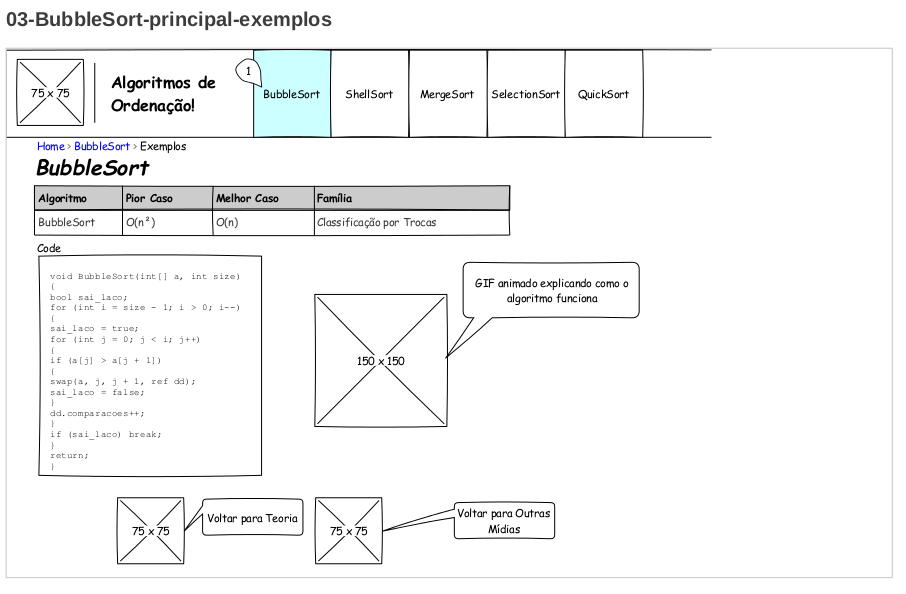 03-BubbleSort-principal-exemplos
75 x 75
Algoritmos de
Ordenação!
1
BubbleSort
ShellSort
MergeSort
SelectionSort
QuickSort
Home > BubbleSort > Exemplos
BubbleSort
Algoritmo Pior Caso Melhor Caso Família
BubbleSort O(n²) O(n) Classificação por Trocas
Code
void BubbleSort(int[] a, int size)
{
bool sai_laco;
for (int i = size - 1; i > 0; i--)
{
sai_laco = true;
for (int j = 0; j < i; j++)
{
if (a[j] > a[j + 1])
{
swap(a, j, j + 1, ref dd);
sai_laco = false;
}
dd.comparacoes++;
}
if (sai_laco) break;
}
return;
}
GIF animado explicando como o
algoritmo funciona
150 x 150
75 x 75
Voltar para Teoria
75 x 75
Voltar para Outras
Mídias